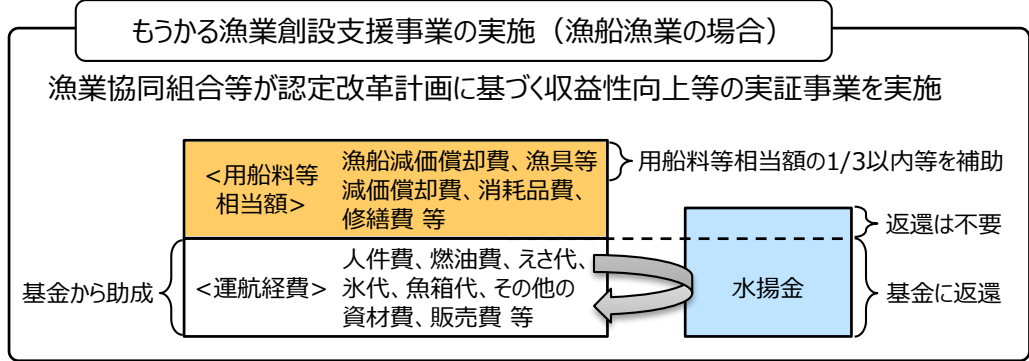 もうかる漁業創設支援事業の実施（漁船漁業の場合）
漁業協同組合等が認定改革計画に基づく収益性向上等の実証事業を実施
<用船料等
相当額>
漁船減価償却費、漁具等
減価償却費、消耗品費、
修繕費 等
用船料等相当額の1/3以内等を補助
返還は不要
基金から助成
<運航経費>
人件費、燃油費、えさ代、
氷代、魚箱代、その他の
資材費、販売費 等
水揚金
基金に返還